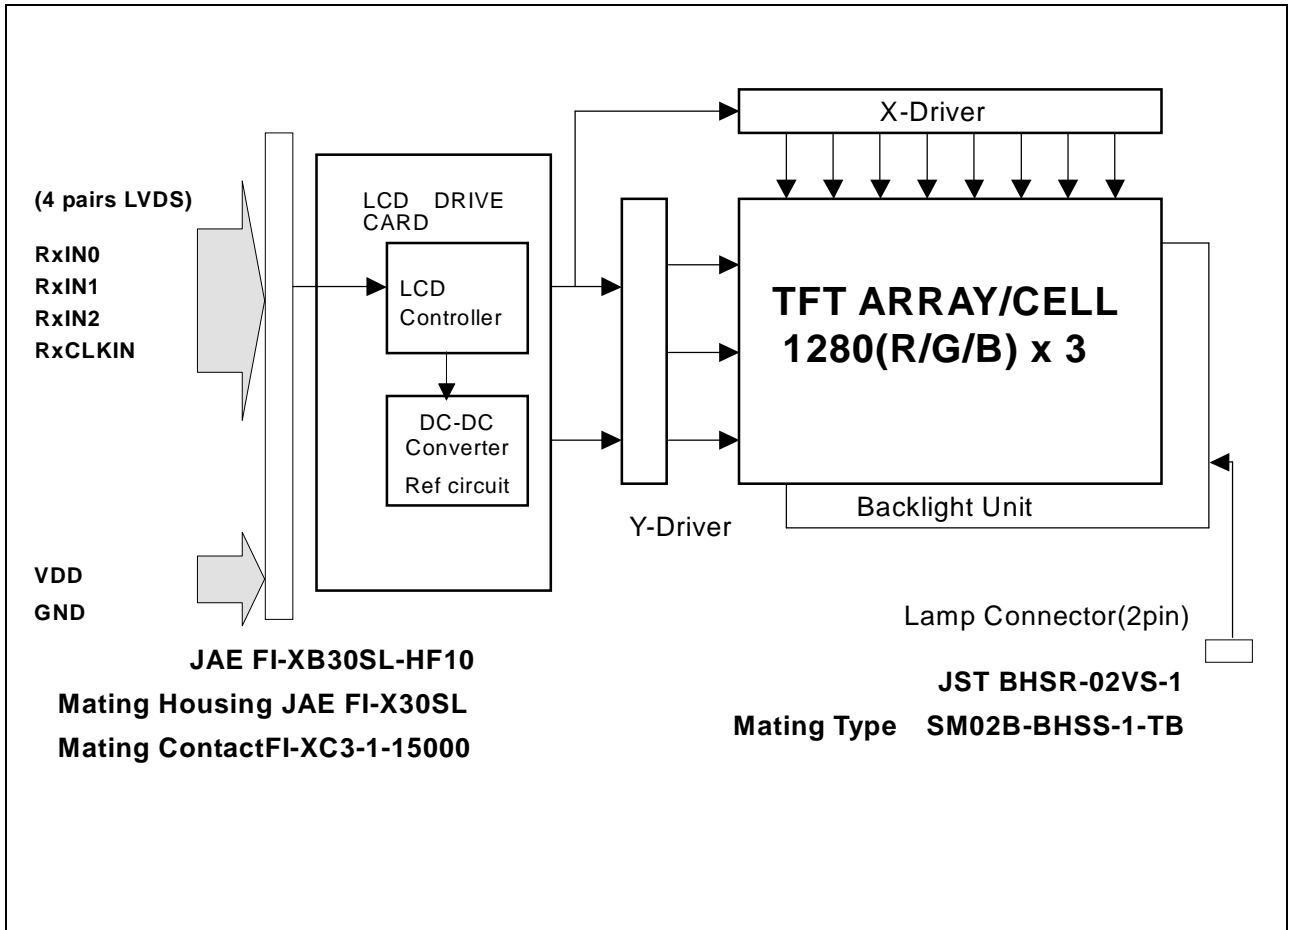 X-Driver
(4 pairs LVDS)
RxIN0
RxIN1
RxIN2
RxCLKIN
LCD DRIVE
CARD
LCD
Controller
DC-DC
Converter
Ref circuit
TFT ARRAY/CELL
1280(R/G/B) x 3
Y-Driver
Backlight Unit
VDD
GND
JAE FI-XB30SL-HF10
Mating Housing JAE FI-X30SL
Mating ContactFI-XC3-1-15000
Lamp Connector(2pin)
JST BHSR-02VS-1
Mating Type SM02B-BHSS-1-TB